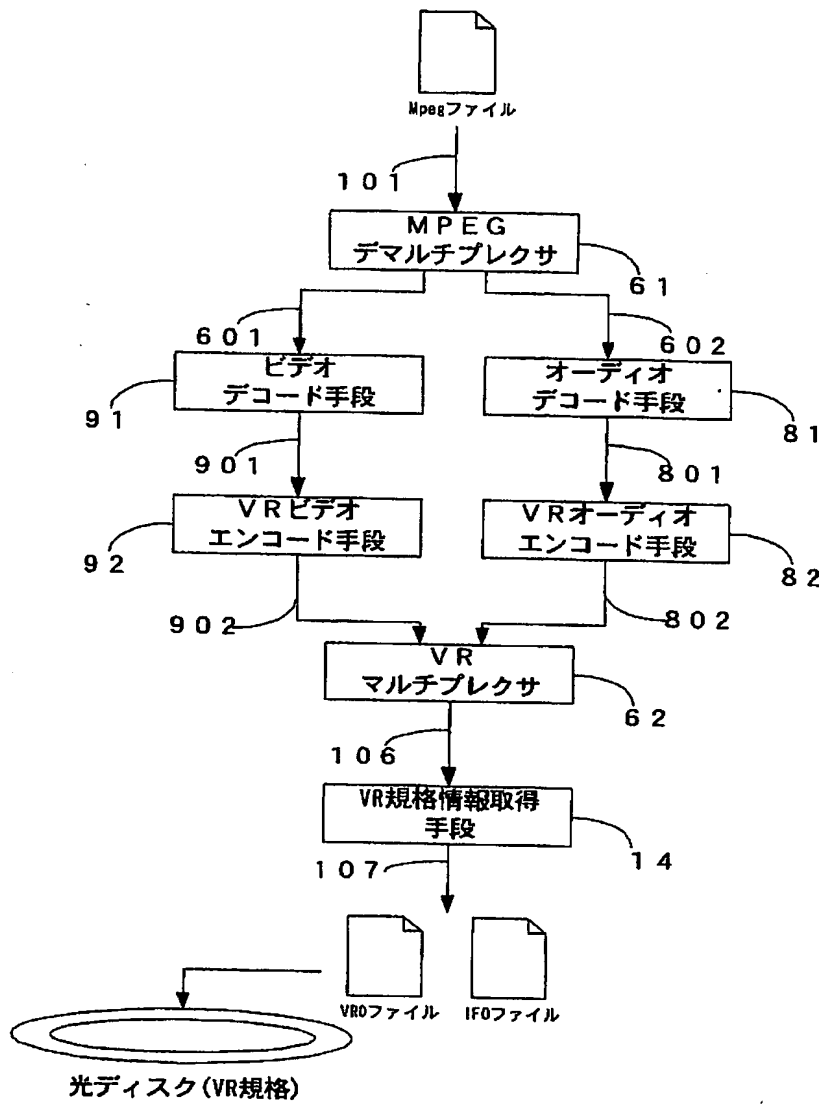 Mpegファイル
１０１
ＭＰＥＧ
デマルチプレクサ
６１
６０１
６０２
ビデオ
デコード手段
オーディオ
デコード手段
９１
８１
９０１
８０１
ＶＲビデオ
エンコード手段
ＶＲオーディオ
エンコード手段
９２
８２
９０２
８０２
ＶＲ
マルチプレクサ
６２
１０６
VR規格情報取得
手段
１４
１０７
VROファイル
IFOファイル
光ディスク(VR規格)